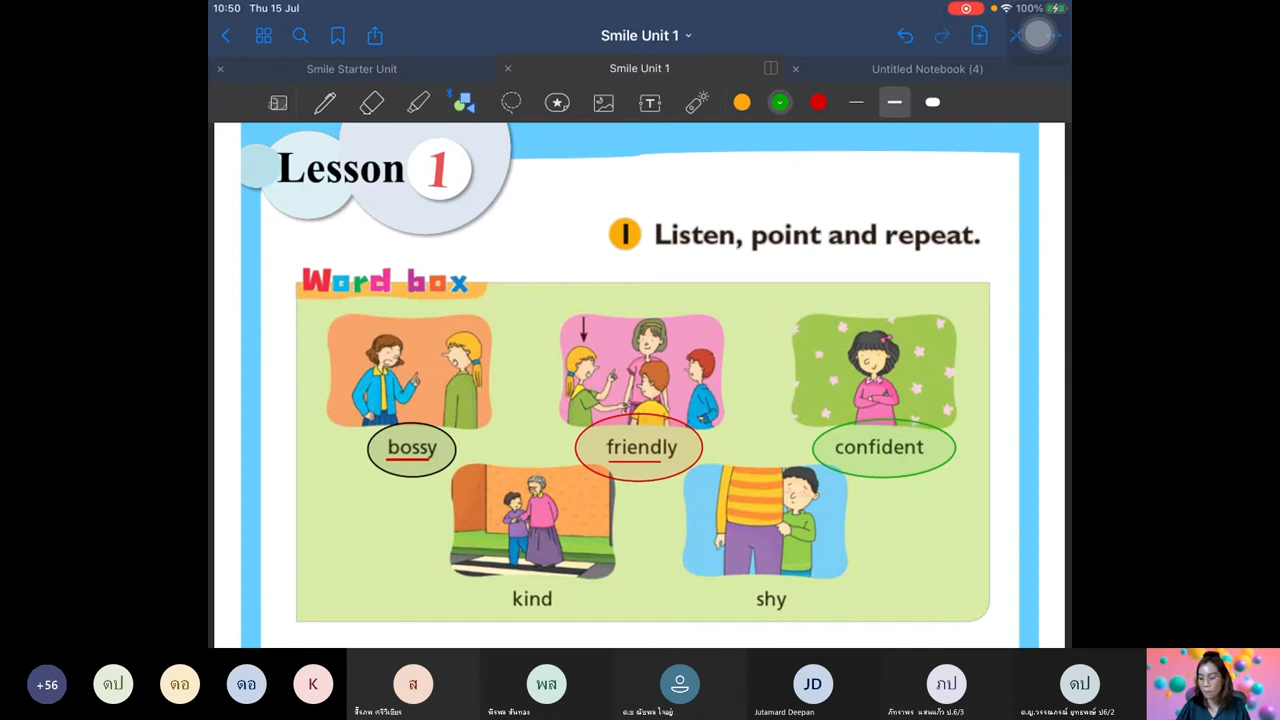 10:50 Thu 15 Jul
100%
Smile Unit 1
Smile Starter Unit
Smile Unit 1
Untitled Notebook (4)
Lesson 1
1 Listen, point and repeat.
Word box
bossy
friendly
confident
kind
shy
+56
ดป
ดอ
ดอ
K
ส
พส
JD
ภป
ดป
Jutamard Deepan